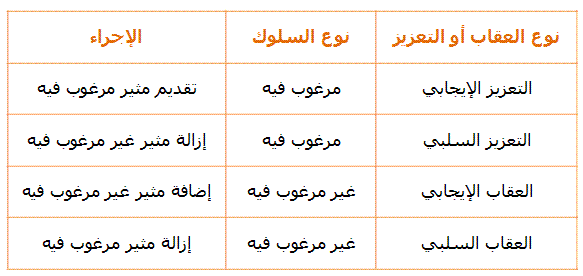 نوع العقاب أو التعزيز نوع السلوك الإجراء
التعزيز الإيجابي مرغوب فيه تقديم مثير مرغوب فيه
التعزيز السلبي مرغوب فيه إزالة مثير غير مرغوب فيه
العقاب الإيجابي غير مرغوب فيه إضافة مثير غير مرغوب فيه
العقاب السلبي غير مرغوب فيه إزالة مثير مرغوب فيه